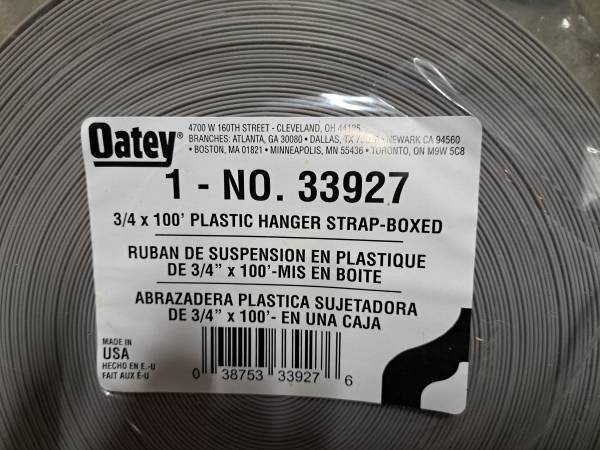 Oatey®
4700 W 160TH STREET - CLEVELAND, OH 44135
BRANCHES: ATLANTA, GA 30080 • DALLAS, TX • NEWARK CA 94560
• BOSTON, MA 01821 • MINNEAPOLIS, MN 55436 • TORONTO, ON M9W 5C8
1 - NO. 33927
3/4 x 100' PLASTIC HANGER STRAP-BOXED
RUBAN DE SUSPENSION EN PLASTIQUE
DE 3/4" x 100'-MIS EN BOITE
ABRAZADERA PLASTICA SUJETADORA
DE 3/4" x 100'- EN UNA CAJA
MADE IN
USA
HECHO EN E.-U
FAIT AUX É-U
0 38753 33927 6